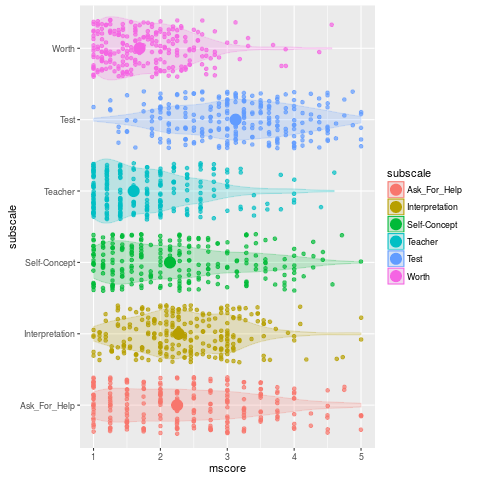 Worth
Test
Teacher
Self-Concept
Interpretation
Ask_For_Help
subscale
1 2 3 4 5
mscore
subscale
Ask_For_Help
Interpretation
Self-Concept
Teacher
Test
Worth